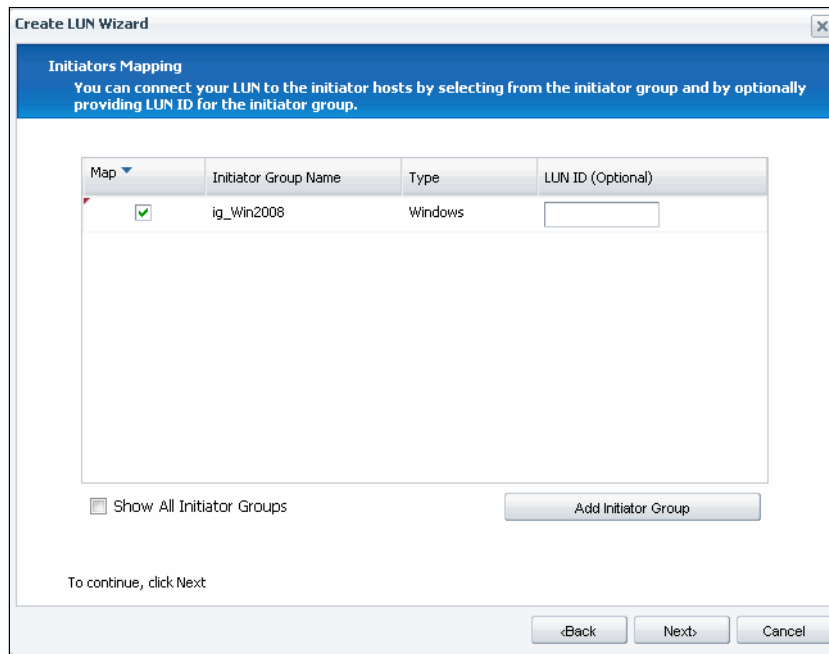 Create LUN Wizard
Initiators Mapping
You can connect your LUN to the initiator hosts by selecting from the initiator group and by optionally
providing LUN ID for the initiator group.
Map Initiator Group Name Type LUN ID (Optional)
ig_Win2008 Windows
Show All Initiator Groups Add Initiator Group
To continue, click Next
‹Back Next› Cancel